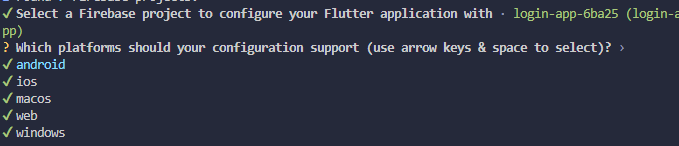 ✓ Select a Firebase project to configure your Flutter application with · login-app-6ba25 (login-a
pp)
? Which platforms should your configuration support (use arrow keys & space to select)? ›
✓ android
✓ ios
✓ macos
✓ web
✓ windows